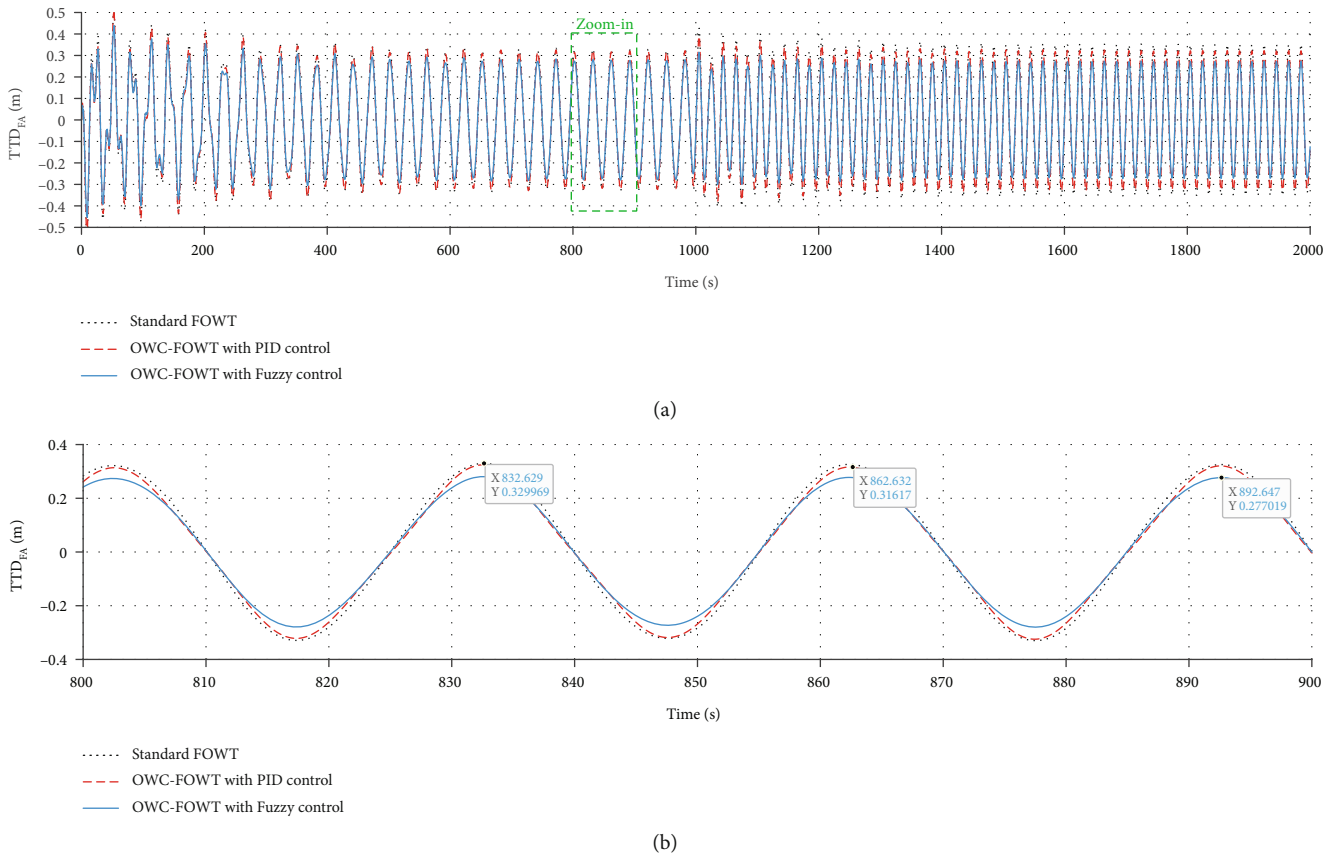 0.5
0.4
0.3
0.2
0.1
0
−0.1
−0.2
−0.3
−0.4
−0.5
TTD_FA (m)
Zoom-in
0 200 400 600 800 1000 1200 1400 1600 1800 2000
Time (s)
Standard FOWT
OWC-FOWT with PID control
OWC-FOWT with Fuzzy control
(a)
0.4
0.2
0
−0.2
−0.4
TTD_FA (m)
X 832.629
Y 0.329969
X 862.632
Y 0.31617
X 892.647
Y 0.277019
800 810 820 830 840 850 860 870 880 890 900
Time (s)
Standard FOWT
OWC-FOWT with PID control
OWC-FOWT with Fuzzy control
(b)